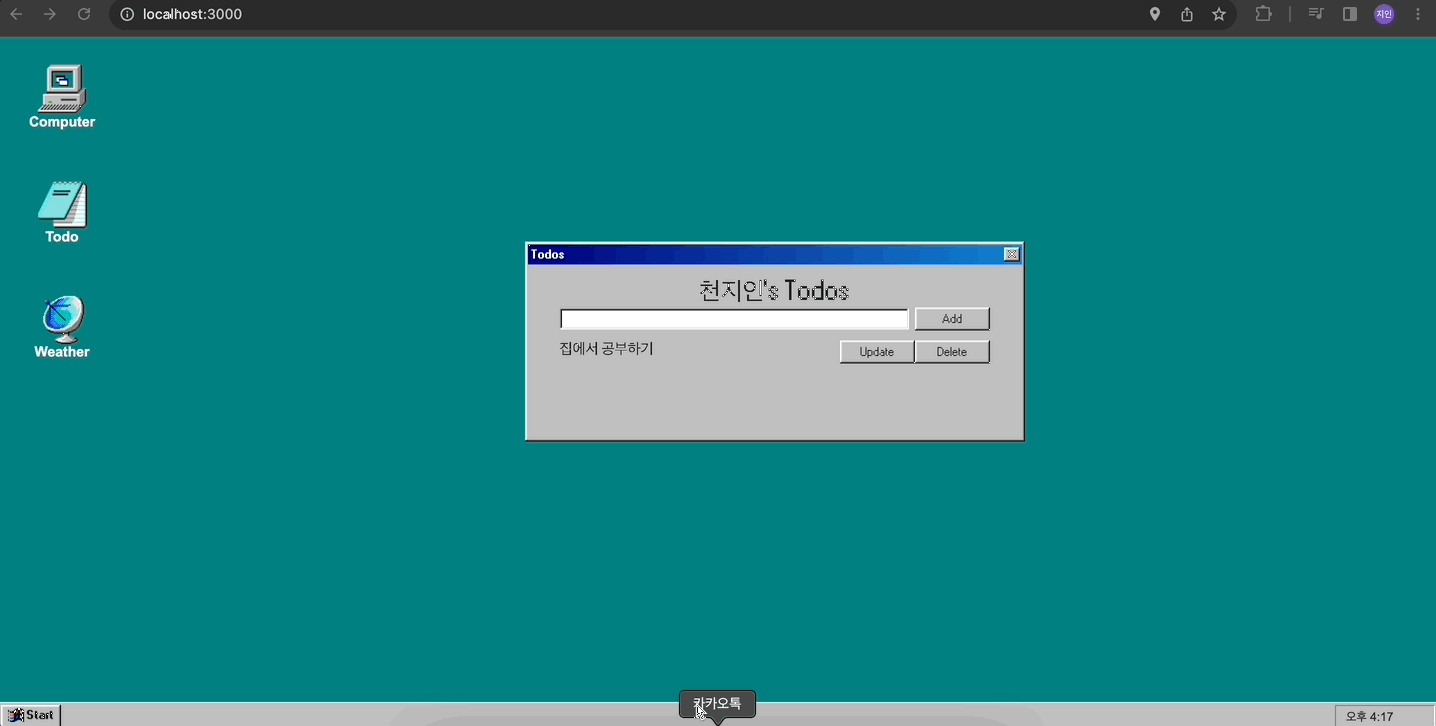 localhost:3000
지인
Computer
Todo
Weather
Todos
천지인's Todos
Add
집에서 공부하기
Update
Delete
카카오톡
Start
오후 4:17